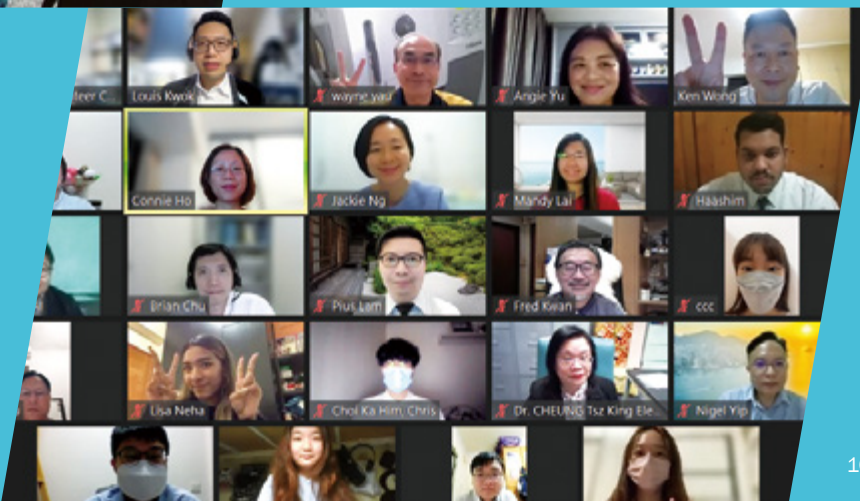 teer C...
Louis Kwok
wayne yau
Angie Yu
Ken Wong
Connie Ho
Jackie Ng
Mandy Lai
Haashim
Brian Chu
Pius Lam
Fred Kwan
ccc
Lisa Neha
Choi Ka Him, Chris
Dr. CHEUNG Tsz King Ele...
Nigel Yip